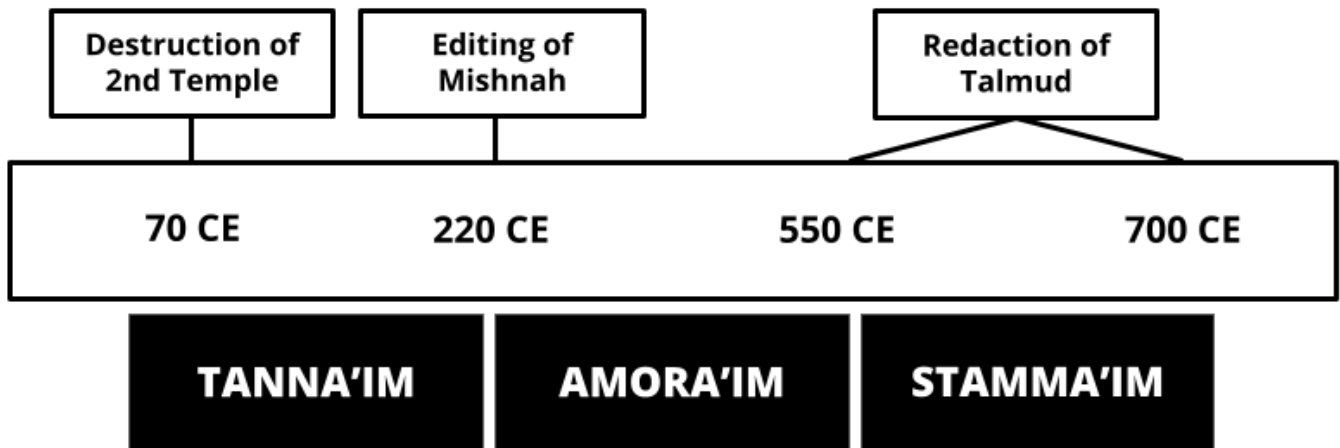 Destruction of
2nd Temple
Editing of
Mishnah
Redaction of
Talmud
70 CE
220 CE
550 CE
700 CE
TANNA’IM
AMORA’IM
STAMMA’IM